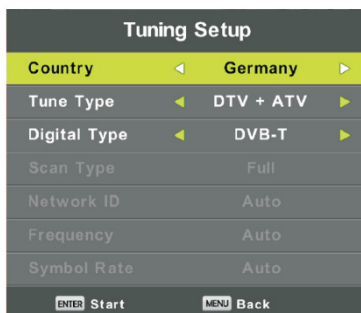 Tuning Setup
Country Germany
Tune Type DTV + ATV
Digital Type DVB-T
Scan Type Full
Network ID Auto
Frequency Auto
Symbol Rate Auto
ENTER Start MENU Back